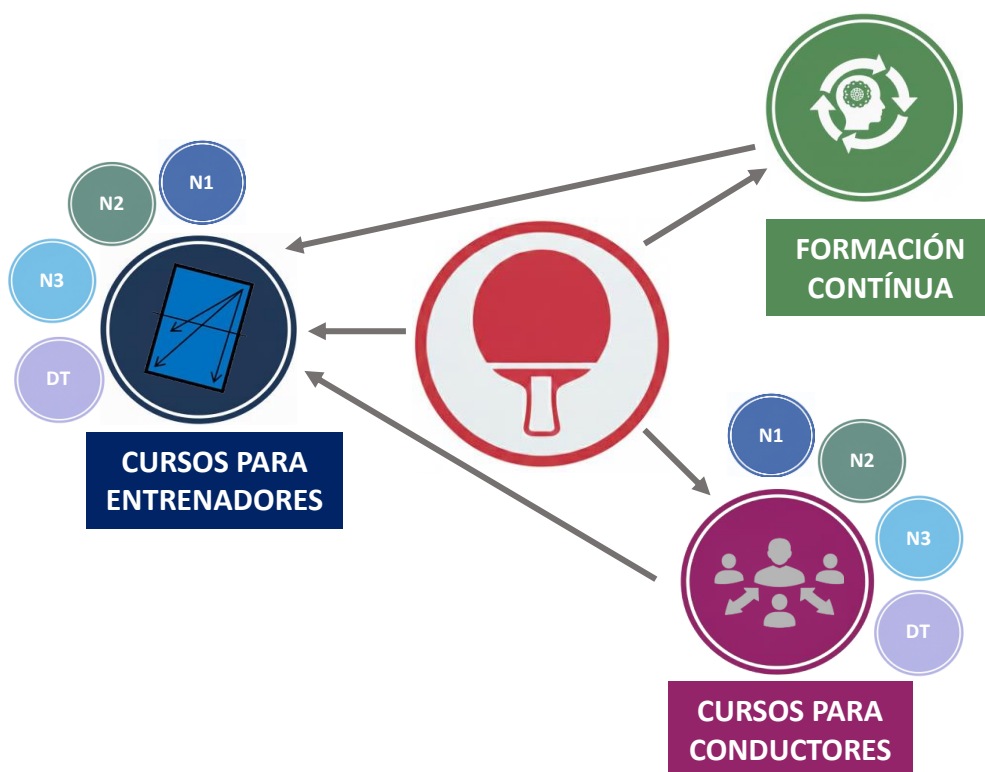 FORMACIÓN
CONTÍNUA
N1
N2
N3
DT
CURSOS PARA
ENTRENADORES
N1
N2
N3
DT
CURSOS PARA
CONDUCTORES